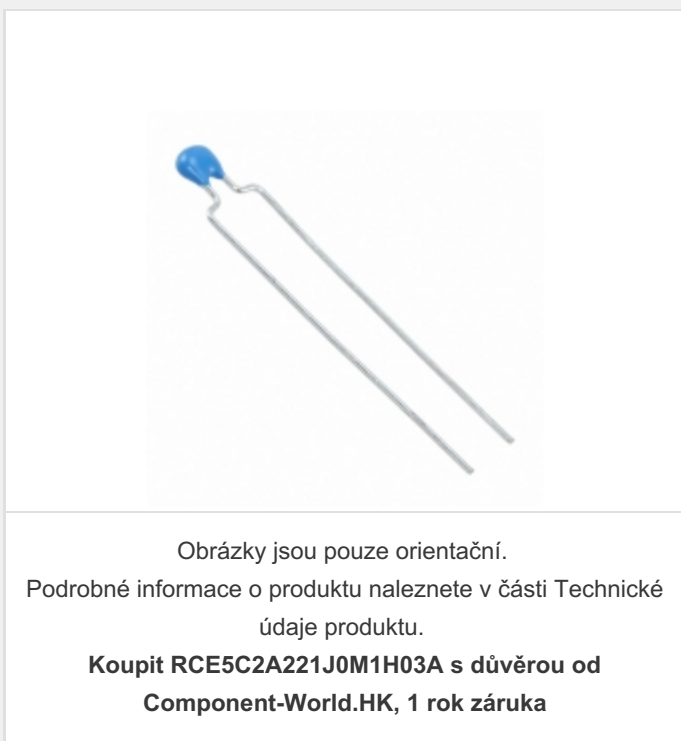 Obrázky jsou pouze orientační.
Podrobné informace o produktu naleznete v části Technické
údaje produktu.
Koupit RCE5C2A221J0M1H03A s důvěrou od
Component-World.HK, 1 rok záruka